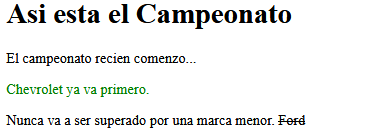 Asi esta el Campeonato
El campeonato recien comenzo...
Chevrolet ya va primero.
Nunca va a ser superado por una marca menor. Ford